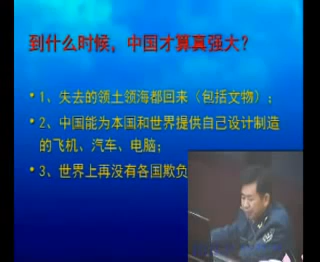 到什么时候，中国才算真强大？
• 1、失去的领土领海都回来（包括文物）；
• 2、中国能为本国和世界提供自己设计制造
的飞机、汽车、电脑；
• 3、世界上再没有各国欺负